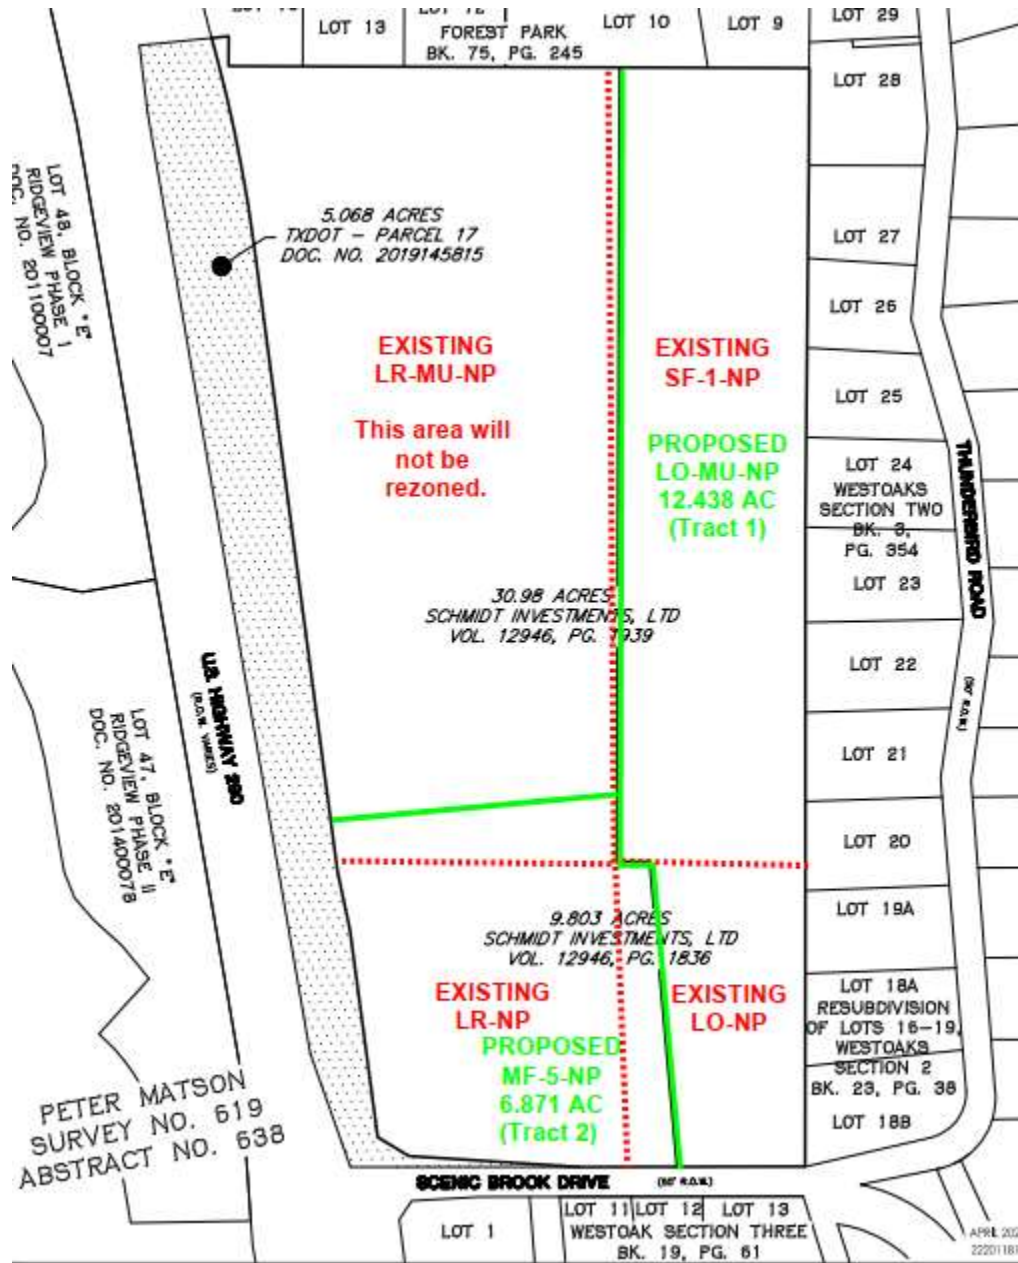 LOT 13
FOREST PARK
BK. 75, PG. 245
LOT 10
LOT 9
LOT 29
LOT 28
LOT 48, BLOCK "E"
RIDGEVIEW PHASE 1
DOC. NO. 201100007
5.068 ACRES
TXDOT - PARCEL 17
DOC. NO. 2019145815
LOT 27
LOT 26
EXISTING
LR-MU-NP
This area will
not be
rezoned.
EXISTING
SF-1-NP
PROPOSED
LO-MU-NP
12.438 AC
(Tract 1)
LOT 25
LOT 24
WESTOAKS
SECTION TWO
BK. 3,
PG. 354
LOT 23
THUNDERBIRD ROAD
(50' R.O.W.)
30.98 ACRES
SCHMIDT INVESTMENTS, LTD
VOL. 12946, PG. 1939
LOT 22
LOT 21
LOT 20
U.S. HIGHWAY 290
(R.O.W. VARIES)
LOT 47, BLOCK "E"
RIDGEVIEW PHASE II
DOC. NO. 201400078
LOT 19A
9.803 ACRES
SCHMIDT INVESTMENTS, LTD
VOL. 12946, PG. 1836
EXISTING
LR-NP
PROPOSED
MF-5-NP
6.871 AC
(Tract 2)
EXISTING
LO-NP
LOT 18A
RESUBDIVISION
OF LOTS 16-19,
WESTOAKS
SECTION 2
BK. 23, PG. 38
LOT 18B
PETER MATSON
SURVEY NO. 619
ABSTRACT NO. 638
SCENIC BROOK DRIVE
R.O.W.)
LOT 1
LOT 11
LOT 12
LOT 13
WESTOAK SECTION THREE
BK. 19, PG. 61
APRIL